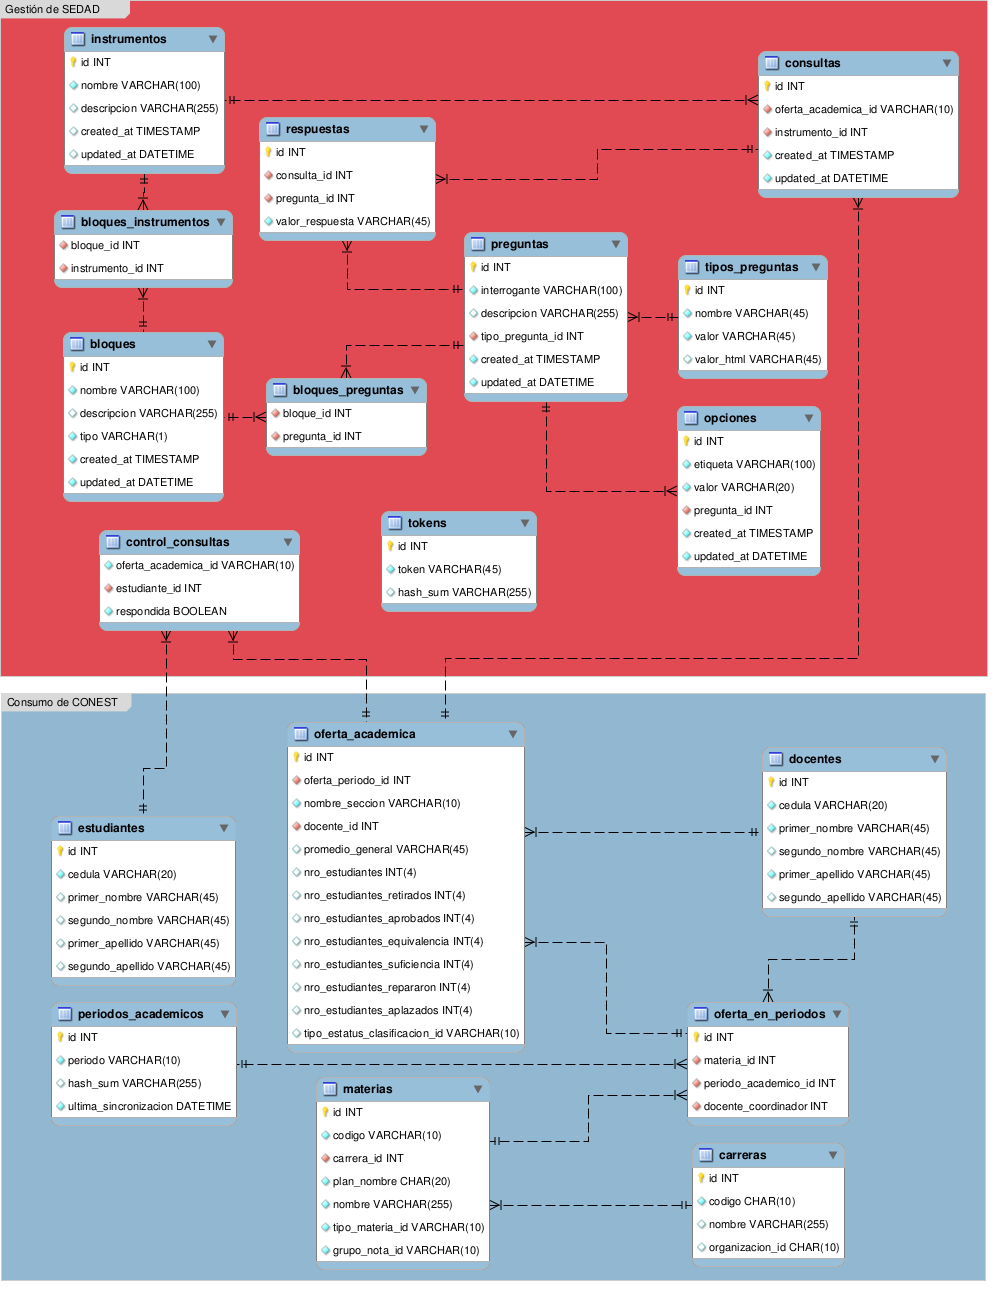 Gestión de SEDAD
instrumentos
id INT
nombre VARCHAR(100)
descripcion VARCHAR(255)
created_at TIMESTAMP
updated_at DATETIME
consultas
id INT
oferta_academica_id VARCHAR(10)
instrumento_id INT
created_at TIMESTAMP
updated_at DATETIME
respuestas
id INT
consulta_id INT
pregunta_id INT
valor_respuesta VARCHAR(45)
bloques_instrumentos
bloque_id INT
instrumento_id INT
preguntas
id INT
interrogante VARCHAR(100)
descripcion VARCHAR(255)
tipo_pregunta_id INT
created_at TIMESTAMP
updated_at DATETIME
tipos_preguntas
id INT
nombre VARCHAR(45)
valor VARCHAR(45)
valor_html VARCHAR(45)
bloques
id INT
nombre VARCHAR(100)
descripcion VARCHAR(255)
tipo VARCHAR(1)
created_at TIMESTAMP
updated_at DATETIME
bloques_preguntas
bloque_id INT
pregunta_id INT
opciones
id INT
etiqueta VARCHAR(100)
valor VARCHAR(20)
pregunta_id INT
created_at TIMESTAMP
updated_at DATETIME
tokens
id INT
token VARCHAR(45)
hash_sum VARCHAR(255)
control_consultas
oferta_academica_id VARCHAR(10)
estudiante_id INT
respondida BOOLEAN
Consumo de CONEST
oferta_academica
id INT
oferta_periodo_id INT
nombre_seccion VARCHAR(10)
docente_id INT
promedio_general VARCHAR(45)
nro_estudiantes INT(4)
nro_estudiantes_retirados INT(4)
nro_estudiantes_aprobados INT(4)
nro_estudiantes_equivalencia INT(4)
nro_estudiantes_suficiencia INT(4)
nro_estudiantes_repararon INT(4)
nro_estudiantes_aplazados INT(4)
tipo_estatus_clasificacion_id VARCHAR(10)
docentes
id INT
cedula VARCHAR(20)
primer_nombre VARCHAR(45)
segundo_nombre VARCHAR(45)
primer_apellido VARCHAR(45)
segundo_apellido VARCHAR(45)
estudiantes
id INT
cedula VARCHAR(20)
primer_nombre VARCHAR(45)
segundo_nombre VARCHAR(45)
primer_apellido VARCHAR(45)
segundo_apellido VARCHAR(45)
periodos_academicos
id INT
periodo VARCHAR(10)
hash_sum VARCHAR(255)
ultima_sincronizacion DATETIME
oferta_en_periodos
id INT
materia_id INT
periodo_academico_id INT
docente_coordinador INT
materias
id INT
codigo VARCHAR(10)
carrera_id INT
plan_nombre CHAR(20)
nombre VARCHAR(255)
tipo_materia_id VARCHAR(10)
grupo_nota_id VARCHAR(10)
carreras
id INT
codigo CHAR(10)
nombre VARCHAR(255)
organizacion_id CHAR(10)